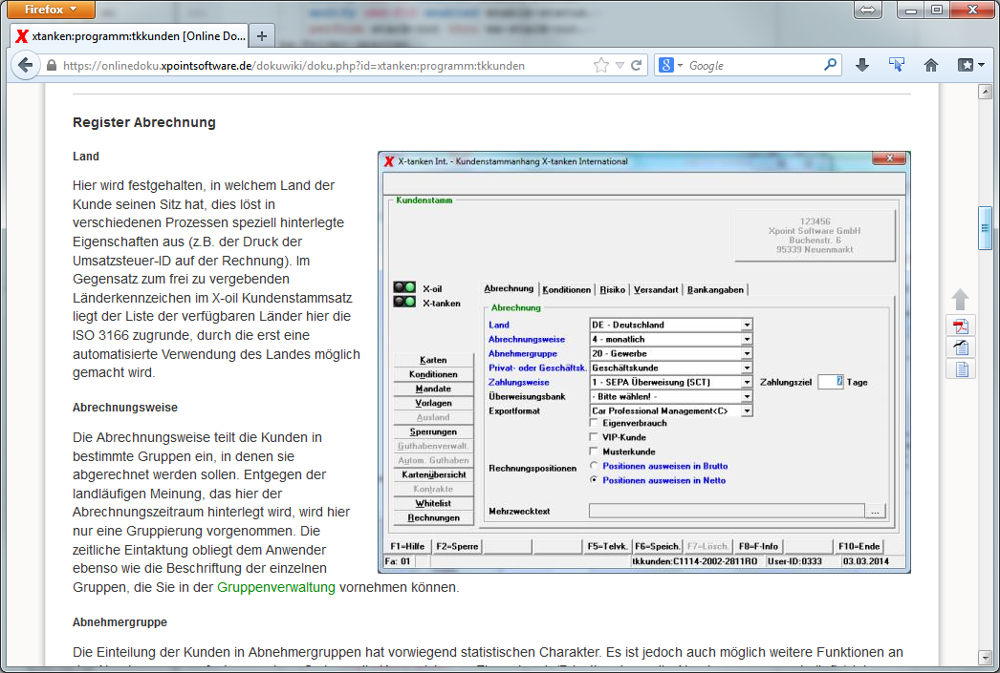 Firefox
xtanken:programm:tkkunden [Online Do...
https://onlinedoku.xpointsoftware.de/dokuwiki/doku.php?id=xtanken:programm:tkkunden
Google
Register Abrechnung
Land
Hier wird festgehalten, in welchem Land der
Kunde seinen Sitz hat, dies löst in
verschiedenen Prozessen speziell hinterlegte
Eigenschaften aus (z.B. der Druck der
Umsatzsteuer-ID auf der Rechnung). Im
Gegensatz zum frei zu vergebenden
Länderkennzeichen im X-oil Kundenstammsatz
liegt der Liste der verfügbaren Länder hier die
ISO 3166 zugrunde, durch die erst eine
automatisierte Verwendung des Landes möglich
gemacht wird.
Abrechnungsweise
Die Abrechnungsweise teilt die Kunden in
bestimmte Gruppen ein, in denen sie
abgerechnet werden sollen. Entgegen der
landläufigen Meinung, das hier der
Abrechnungszeitraum hinterlegt wird, wird hier
nur eine Gruppierung vorgenommen. Die
zeitliche Eintaktung obliegt dem Anwender
ebenso wie die Beschriftung der einzelnen
Gruppen, die Sie in der Gruppenverwaltung vornehmen können.
X-tanken Int. - Kundenstammanhang X-tanken International
Kundenstamm
123456
Xpoint Software GmbH
Buchenstr. 6
95339 Neuenmarkt
X-oil
X-tanken
Abrechnung Konditionen Risiko Versandart Bankangaben
Abrechnung
Land DE - Deutschland
Abrechnungsweise 4 - monatlich
Abnehmergruppe 20 - Gewerbe
Privat- oder Geschäftsk. Geschäftskunde
Zahlungsweise 1 - SEPA Überweisung (SCT) Zahlungsziel 7 Tage
Überweisungsbank - Bitte wählen! -
Exportformat Car Professional Management<C>
Eigenverbrauch
VIP-Kunde
Musterkunde
Rechnungspositionen Positionen ausweisen in Brutto
Positionen ausweisen in Netto
Mehrzwecktext ...
Karten
Konditionen
Mandate
Vorlagen
Ausland
Sperrungen
Guthabenverwalt.
Autom. Guthaben
Kartenübersicht
Kontrakte
Whitelist
Rechnungen
F1=Hilfe F2=Sperre F5=Telvk. F6=Speich. F7=Lösch. F8=F-Info F10=Ende
Fa: 01 tkkunden:C1114-2002-2811RO User-ID:0333 03.03.2014
Abnehmergruppe
Die Einteilung der Kunden in Abnehmergruppen hat vorwiegend statistischen Charakter. Es ist jedoch auch möglich weitere Funktionen an